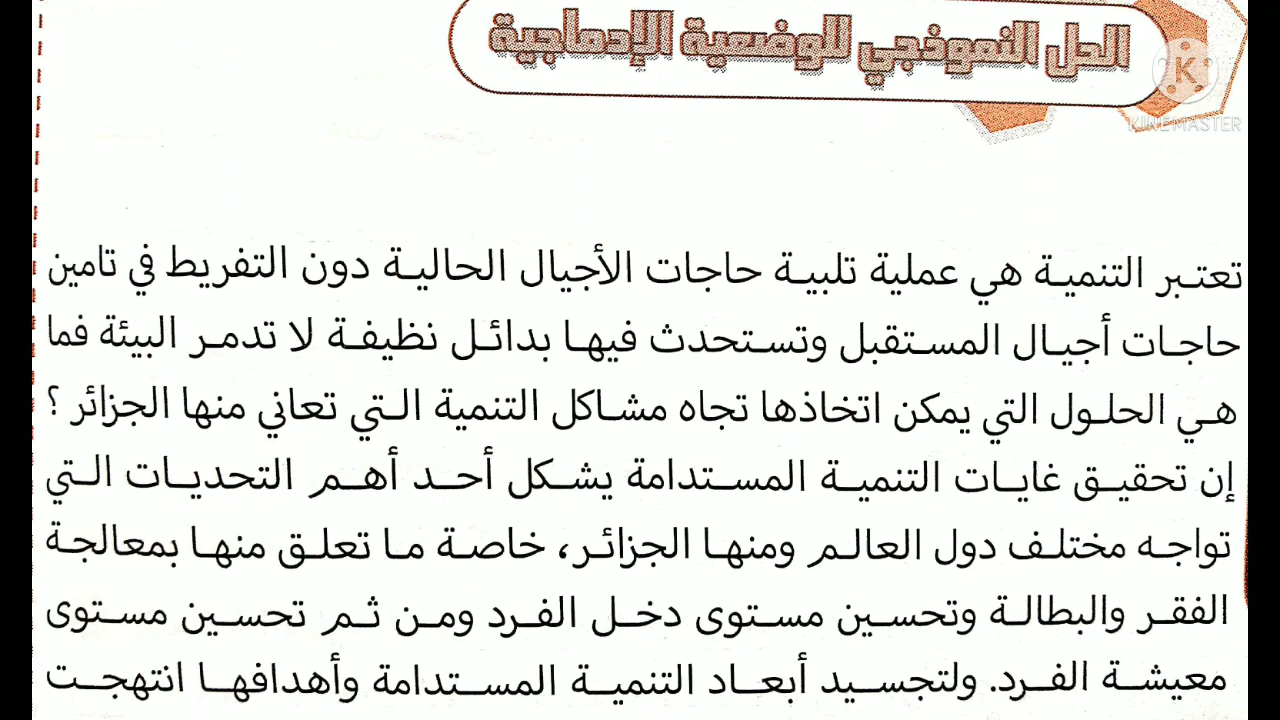 الحل النموذجي للوضعية الإدماجية
K
KINEMASTER
تعتبر التنمية هي عملية تلبية حاجات الأجيال الحالية دون التفريط في تامين
حاجات أجيال المستقبل وتستحدث فيها بدائل نظيفة لا تدمر البيئة فما
هي الحلول التي يمكن اتخاذها تجاه مشاكل التنمية التي تعاني منها الجزائر ؟
إن تحقيق غايات التنمية المستدامة يشكل أحد أهم التحديات التي
تواجه مختلف دول العالم ومنها الجزائر، خاصة ما تعلق منها بمعالجة
الفقر والبطالة وتحسين مستوى دخل الفرد ومن ثم تحسين مستوى
معيشة الفرد. ولتجسيد أبعاد التنمية المستدامة وأهدافها انتهجت